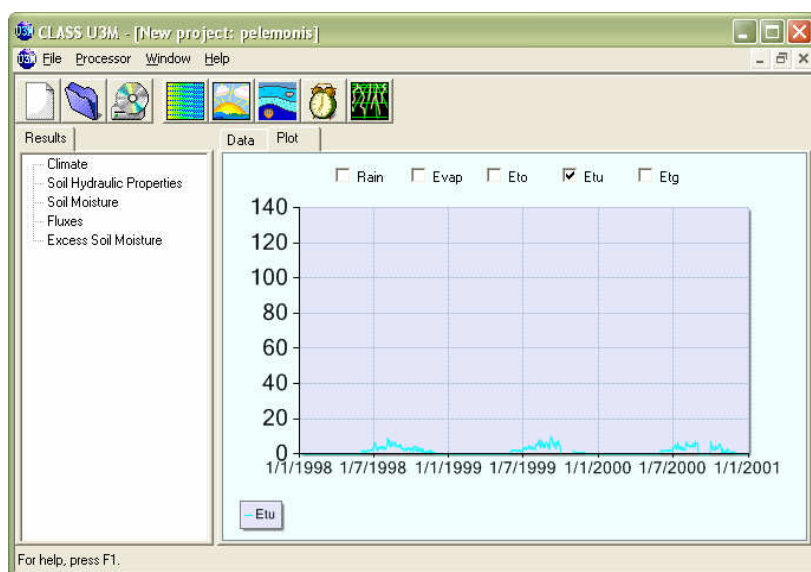 CLASS U3M - [New project: pelemonis]
File Processor Window Help
Results
Data Plot
Climate
Soil Hydraulic Properties
Soil Moisture
Fluxes
Excess Soil Moisture
Rain Evap Eto Etu Etg
140
120
100
80
60
40
20
0
1/1/1998 1/7/1998 1/1/1999 1/7/1999 1/1/2000 1/7/2000 1/1/2001
Etu
For help, press F1.